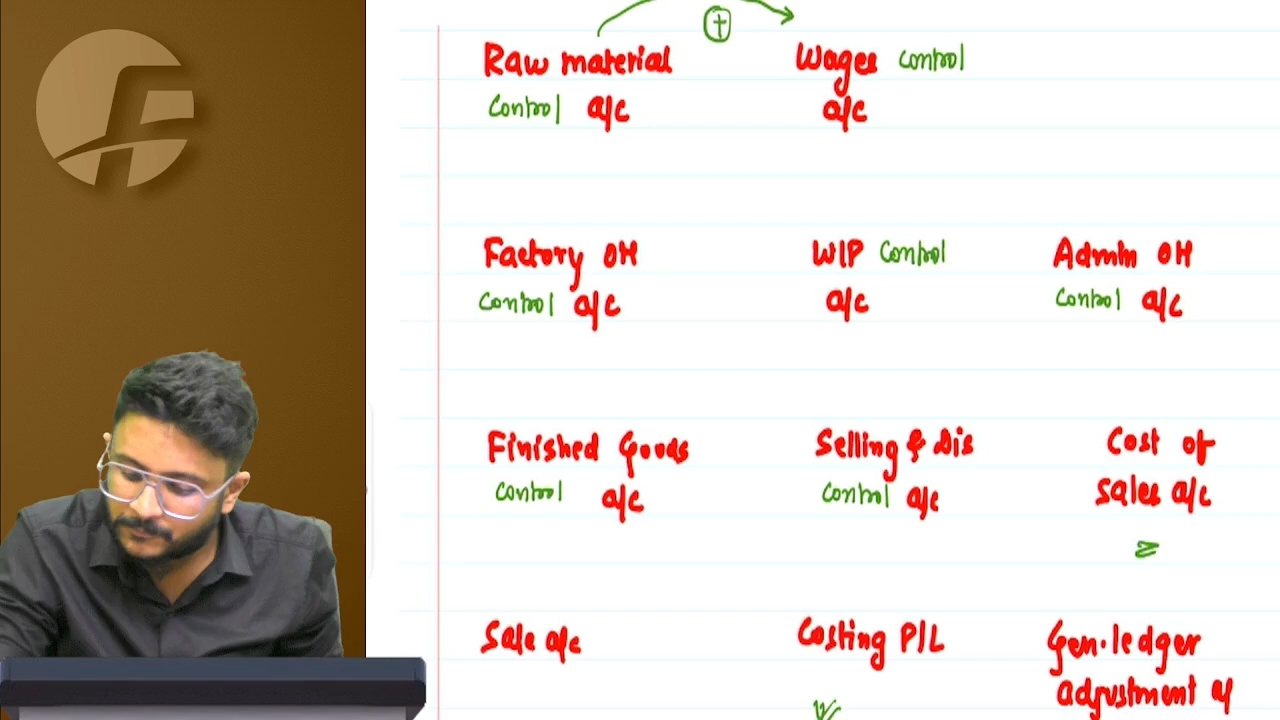 Raw material
Control a/c
Wages control
a/c
Factory OH
Control a/c
WIP Control
a/c
Admin OH
Control a/c
Finished Goods
Control a/c
Selling & Dis
Control a/c
Cost of
Sales a/c
Sale a/c
Costing P/L
Gen. ledger
adjustment a/